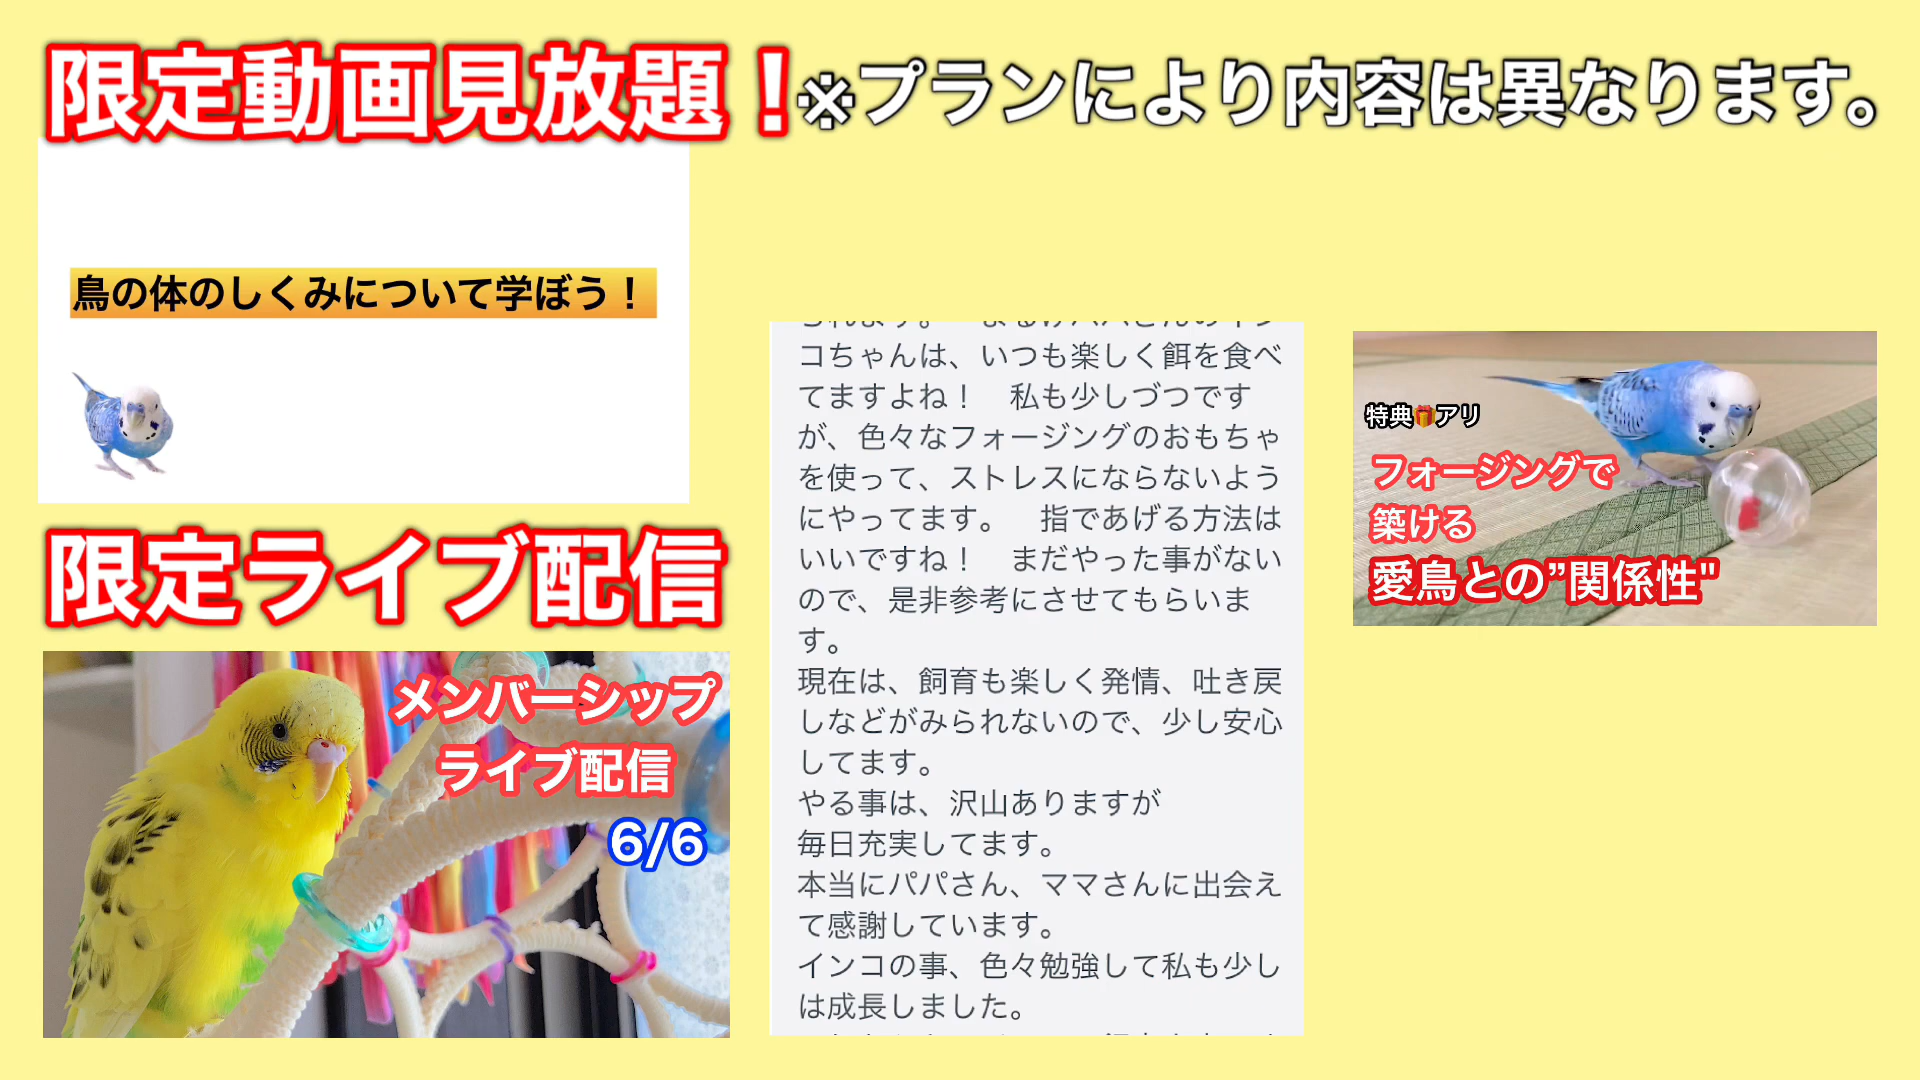 限定動画見放題！※プランにより内容は異なります。
鳥の体のしくみについて学ぼう！
限定ライブ配信
メンバーシップ
ライブ配信
6/6
コちゃんは、いつも楽しく餌を食べ
てますよね！　私も少しづつです
が、色々なフォージングのおもちゃ
を使って、ストレスにならないよう
にやってます。　指であげる方法は
いいですね！　まだやった事がない
ので、是非参考にさせてもらいま
す。
現在は、飼育も楽しく発情、吐き戻
しなどがみられないので、少し安心
してます。
やる事は、沢山ありますが
毎日充実してます。
本当にパパさん、ママさんに出会え
て感謝しています。
インコの事、色々勉強して私も少し
は成長しました。
特典🎁アリ
フォージングで
築ける
愛鳥との”関係性"